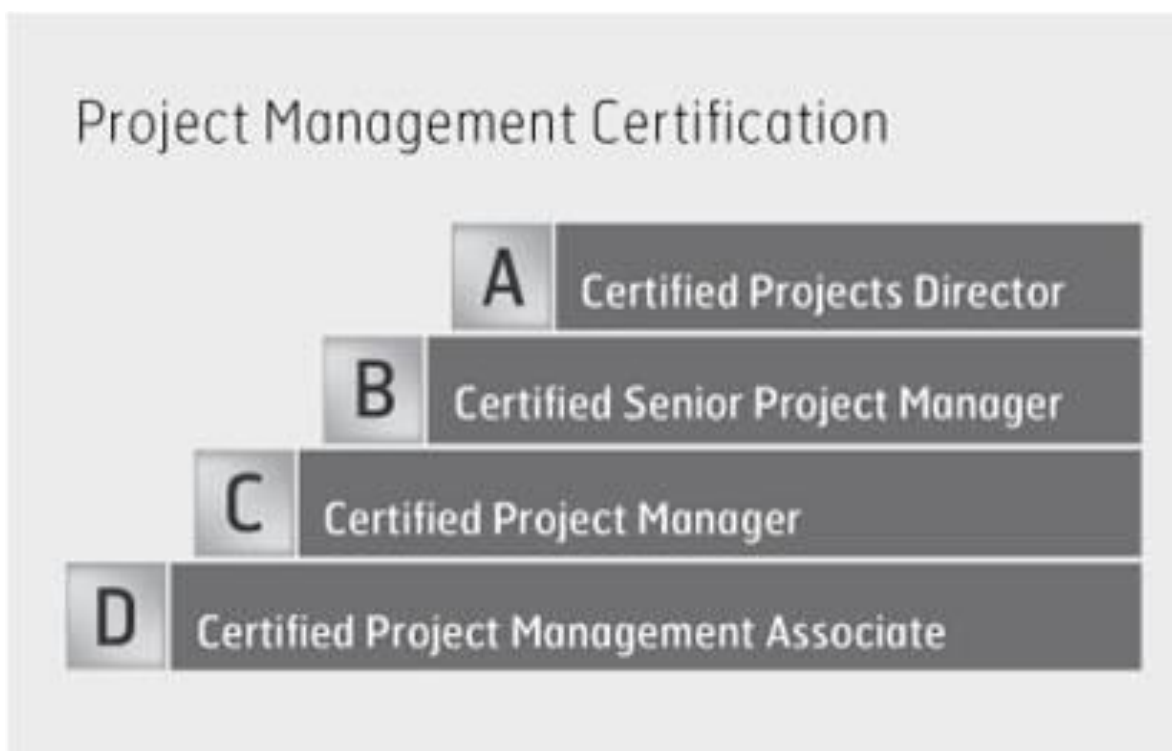 Project Management Certification
A Certified Projects Director
B Certified Senior Project Manager
C Certified Project Manager
D Certified Project Management Associate